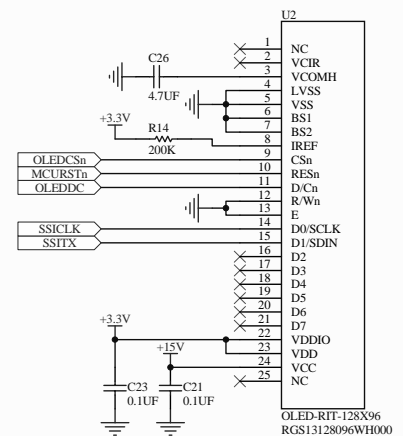 U2
1 NC
2 VCIR
C26
4.7UF
3 VCOMH
4 LVSS
5 VSS
6 BS1
7 BS2
+3.3V
R14
200K
8 IREF
OLEDCSn 9 CSn
MCURSTn 10 RESn
OLEDDC 11 D/Cn
12 R/Wn
13 E
SSICLK 14 D0/SCLK
SSITX 15 D1/SDIN
16 D2
17 D3
18 D4
19 D5
20 D6
21 D7
+3.3V
22 VDDIO
23 VDD
+15V
24 VCC
25 NC
C23
0.1UF
C21
0.1UF
OLED-RIT-128X96
RGS13128096WH000